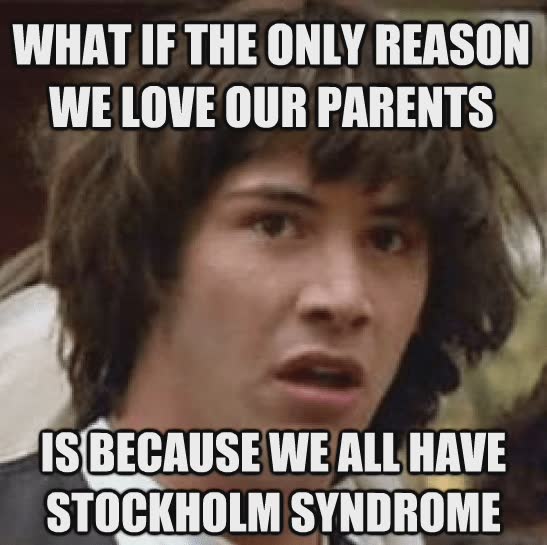 WHAT IF THE ONLY REASON
WE LOVE OUR PARENTS
IS BECAUSE WE ALL HAVE
STOCKHOLM SYNDROME